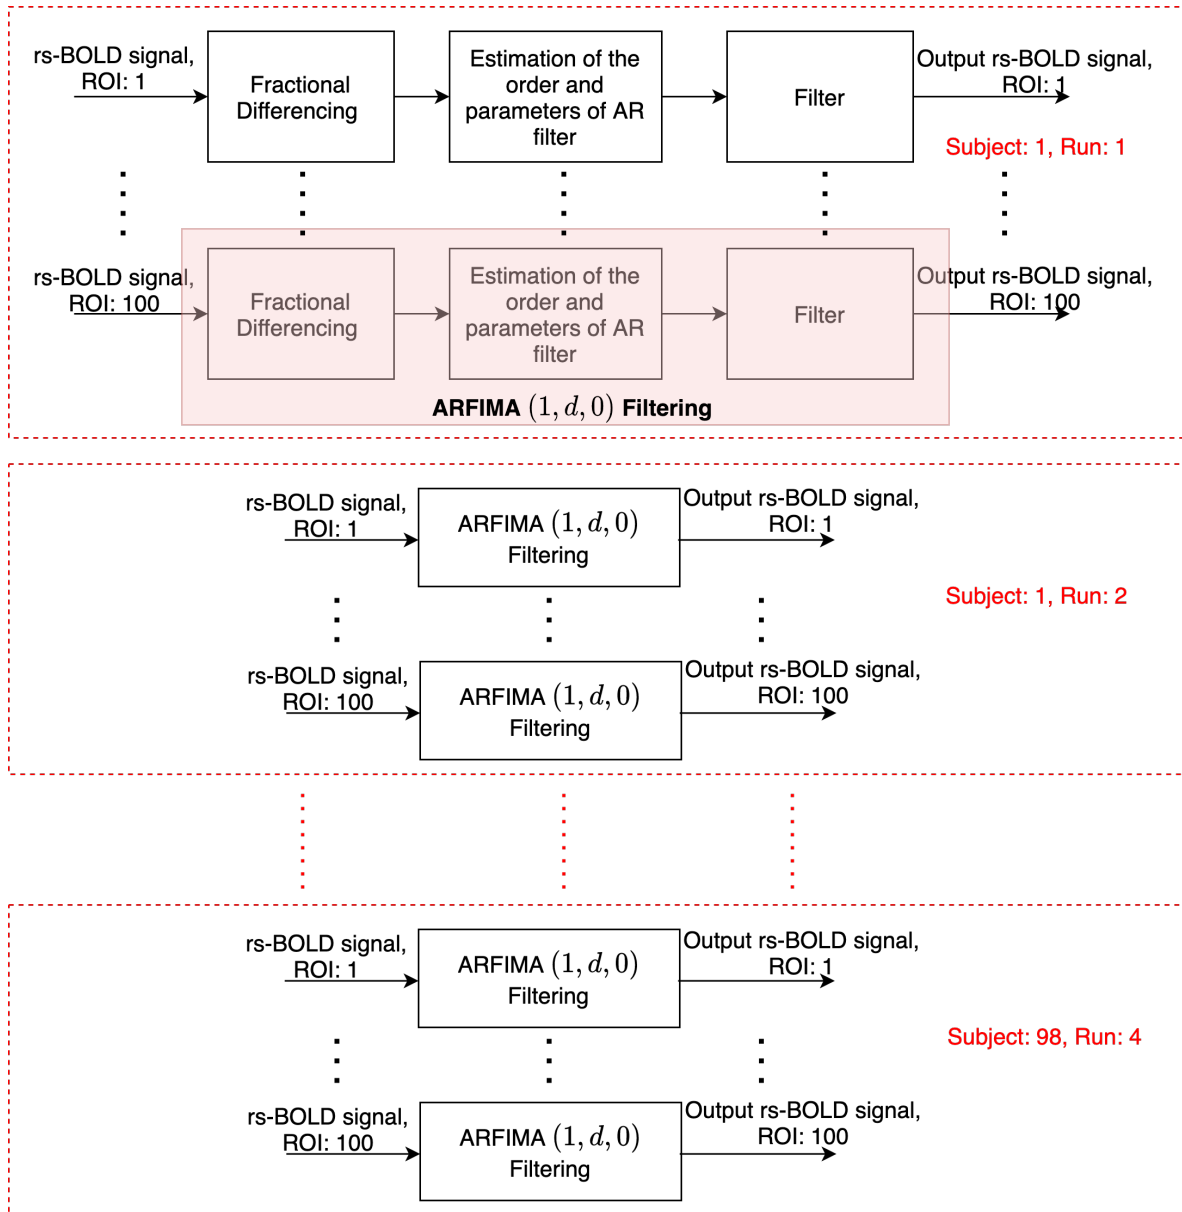 rs-BOLD signal,
ROI: 1
Fractional
Differencing
Estimation of the
order and
parameters of AR
filter
Filter
Output rs-BOLD signal,
ROI: 1
Subject: 1, Run: 1
rs-BOLD signal,
ROI: 100
Fractional
Differencing
Estimation of the
order and
parameters of AR
filter
Filter
Output rs-BOLD signal,
ROI: 100
ARFIMA (1, d, 0) Filtering
rs-BOLD signal,
ROI: 1
ARFIMA (1, d, 0)
Filtering
Output rs-BOLD signal,
ROI: 1
Subject: 1, Run: 2
rs-BOLD signal,
ROI: 100
ARFIMA (1, d, 0)
Filtering
Output rs-BOLD signal,
ROI: 100
rs-BOLD signal,
ROI: 1
ARFIMA (1, d, 0)
Filtering
Output rs-BOLD signal,
ROI: 1
Subject: 98, Run: 4
rs-BOLD signal,
ROI: 100
ARFIMA (1, d, 0)
Filtering
Output rs-BOLD signal,
ROI: 100